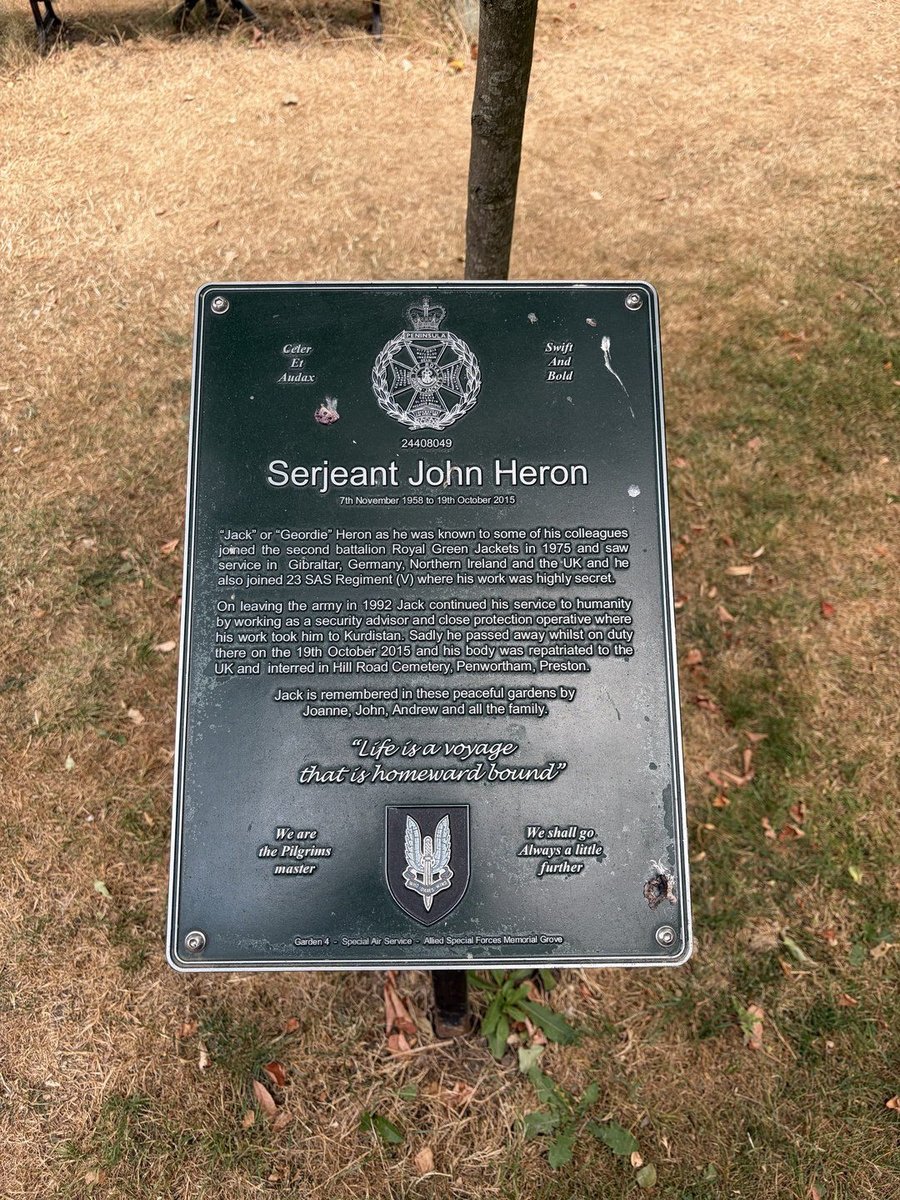 PENINSULA
Celer
Et
Audax
Swift
And
Bold
24408049
Serjeant John Heron
7th November 1958 to 19th October 2015
“Jack” or “Geordie” Heron as he was known to some of his colleagues
joined the second battalion Royal Green Jackets in 1975 and saw
service in Gibraltar, Germany, Northern Ireland and the UK and he
also joined 23 SAS Regiment (V) where his work was highly secret.
On leaving the army in 1992 Jack continued his service to humanity
by working as a security advisor and close protection operative where
his work took him to Kurdistan. Sadly he passed away whilst on duty
there on the 19th October 2015 and his body was repatriated to the
UK and interred in Hill Road Cemetery, Penwortham, Preston.
Jack is remembered in these peaceful gardens by
Joanne, John, Andrew and all the family.
“Life is a voyage
that is homeward bound”
We are
the Pilgrims
master
We shall go
Always a little
further
WHO DARES WINS
Garden 4 - Special Air Service - Allied Special Forces Memorial Grove